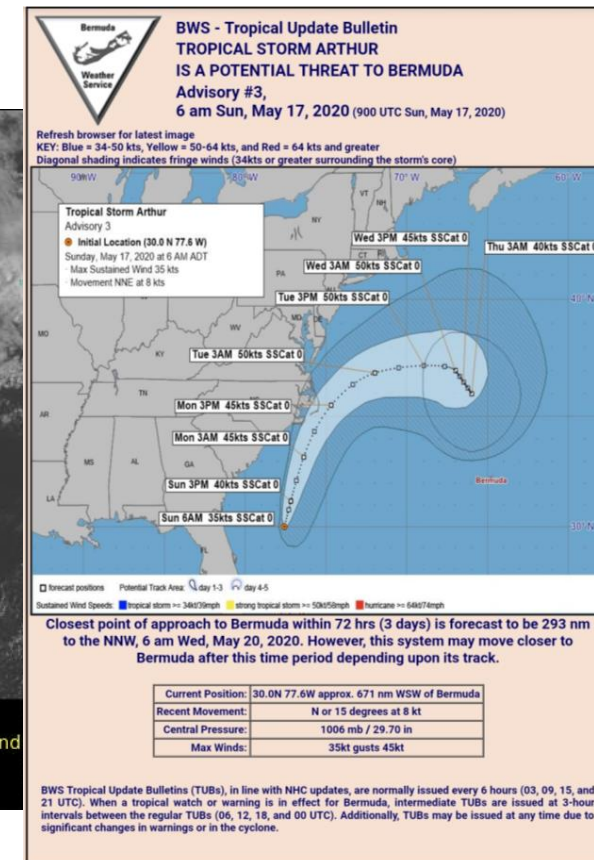 Bermuda
Weather
Service
BWS - Tropical Update Bulletin
TROPICAL STORM ARTHUR
IS A POTENTIAL THREAT TO BERMUDA
Advisory #3,
6 am Sun, May 17, 2020 (900 UTC Sun, May 17, 2020)
Refresh browser for latest image
KEY: Blue = 34-50 kts, Yellow = 50-64 kts, and Red = 64 kts and greater
Diagonal shading indicates fringe winds (34kts or greater surrounding the storm's core)
90°W 80°W 70°W 60°W
Tropical Storm Arthur
Advisory 3
Initial Location (30.0 N 77.6 W)
Sunday, May 17, 2020 at 6 AM ADT
· Max Sustained Wind 35 kts
· Movement NNE at 8 kts
VT
NH
NY
CT
PA
MD
DE
WV
MO
KY
TN
AR
MS
AL
GA
LA
FL
Wed 3PM 45kts SSCat 0
Thu 3AM 40kts SSCat 0
Wed 3AM 50kts SSCat 0
Tue 3PM 50kts SSCat 0
40°N
Tue 3AM 50kts SSCat 0
Mon 3PM 45kts SSCat 0
Mon 3AM 45kts SSCat 0
Sun 3PM 40kts SSCat 0
Bermuda
Sun 6AM 35kts SSCat 0
30°N
forecast positions Potential Track Area: day 1-3 day 4-5
Sustained Wind Speeds: tropical storm >= 34kt/39mph strong tropical storm >= 50kt/58mph hurricane >= 64kt/74mph
Closest point of approach to Bermuda within 72 hrs (3 days) is forecast to be 293 nm
to the NNW, 6 am Wed, May 20, 2020. However, this system may move closer to
Bermuda after this time period depending upon its track.
Current Position: 30.0N 77.6W approx. 671 nm WSW of Bermuda
Recent Movement: N or 15 degrees at 8 kt
Central Pressure: 1006 mb / 29.70 in
Max Winds: 35kt gusts 45kt
nd
BWS Tropical Update Bulletins (TUBs), in line with NHC updates, are normally issued every 6 hours (03, 09, 15, and
21 UTC). When a tropical watch or warning is in effect for Bermuda, intermediate TUBs are issued at 3-hour
intervals between the regular TUBs (06, 12, 18, and 00 UTC). Additionally, TUBs may be issued at any time due to
significant changes in warnings or in the cyclone.